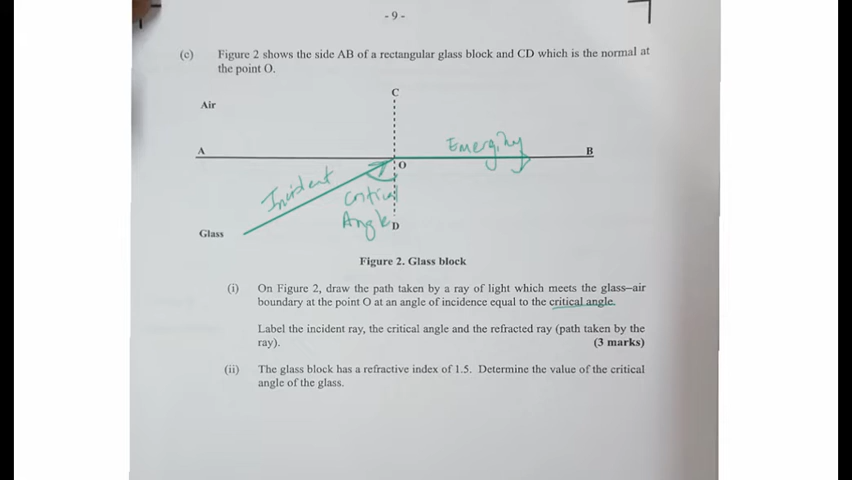 - 9 -
(c) Figure 2 shows the side AB of a rectangular glass block and CD which is the normal at
the point O.
C
Air
Emerg
A
B
O
Incident
Critical
Angle
D
Glass
Figure 2. Glass block
(i) On Figure 2, draw the path taken by a ray of light which meets the glass–air
boundary at the point O at an angle of incidence equal to the critical angle.
Label the incident ray, the critical angle and the refracted ray (path taken by the
ray). (3 marks)
(ii) The glass block has a refractive index of 1.5. Determine the value of the critical
angle of the glass.